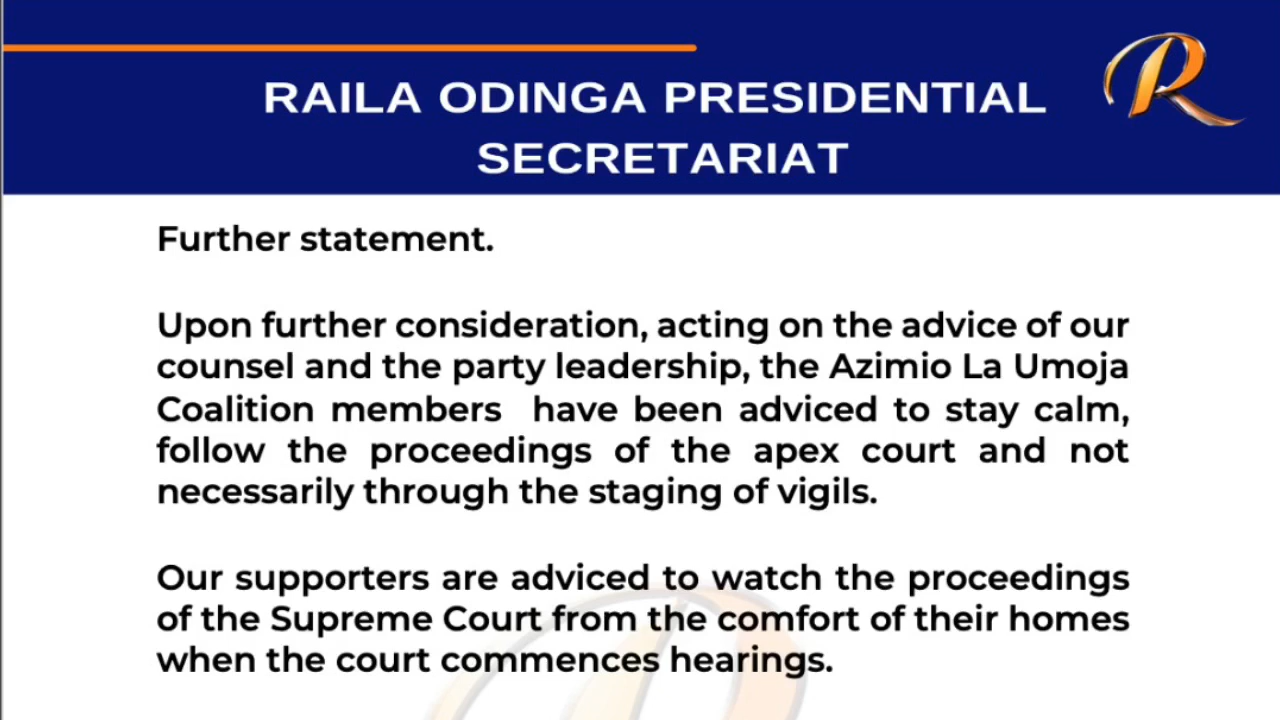 RAILA ODINGA PRESIDENTIAL
SECRETARIAT
R
Further statement.
Upon further consideration, acting on the advice of our
counsel and the party leadership, the Azimio La Umoja
Coalition members have been adviced to stay calm,
follow the proceedings of the apex court and not
necessarily through the staging of vigils.
Our supporters are adviced to watch the proceedings
of the Supreme Court from the comfort of their homes
when the court commences hearings.